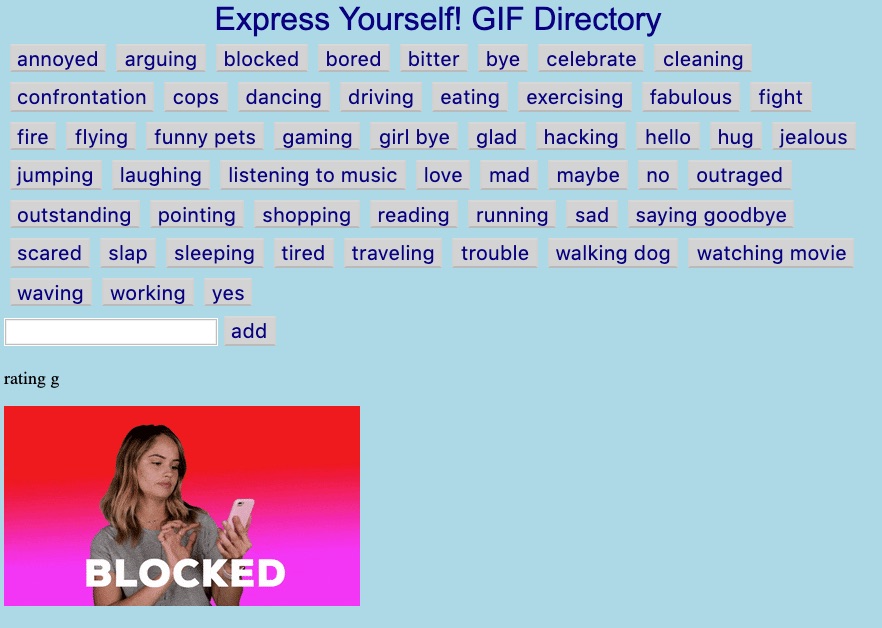 Express Yourself! GIF Directory
annoyed arguing blocked bored bitter bye celebrate cleaning
confrontation cops dancing driving eating exercising fabulous fight
fire flying funny pets gaming girl bye glad hacking hello hug jealous
jumping laughing listening to music love mad maybe no outraged
outstanding pointing shopping reading running sad saying goodbye
scared slap sleeping tired traveling trouble walking dog watching movie
waving working yes
add
rating g
BLOCKED